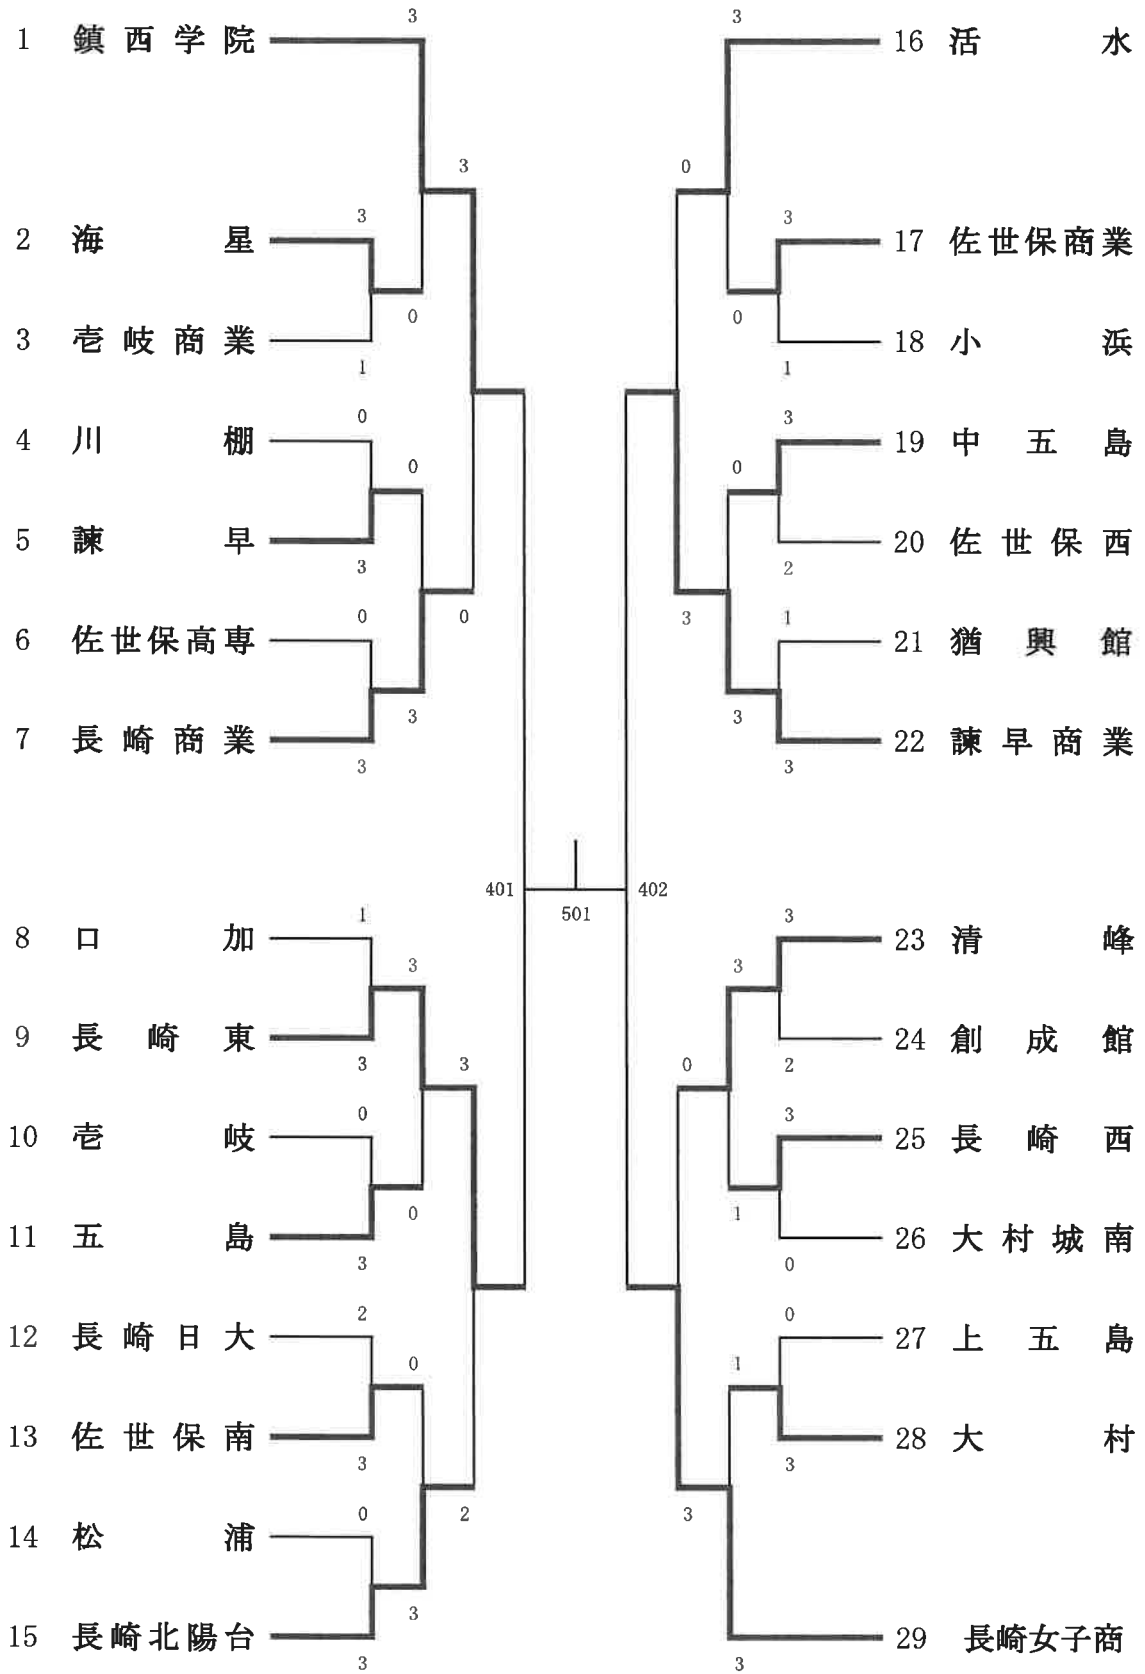 3
1 鎮西学院
3
3
2 海星
0
3 壱岐商業
1
0
4 川棚
0
5 諫早
3
0
0
6 佐世保高専
3
7 長崎商業
3
401
1
8 口加
3
9 長崎東
3
3
0
10 壱岐
0
11 五島
3
2
12 長崎日大
0
13 佐世保南
3
0
2
14 松浦
3
15 長崎北陽台
3
501
3
16 活水
0
3
17 佐世保商業
0
18 小浜
1
3
19 中五島
0
20 佐世保西
2
3
1
21 猶興館
3
22 諫早商業
3
402
3
23 清峰
3
24 創成館
2
0
3
25 長崎西
1
26 大村城南
0
0
27 上五島
1
28 大村
3
3
29 長崎女子商
3